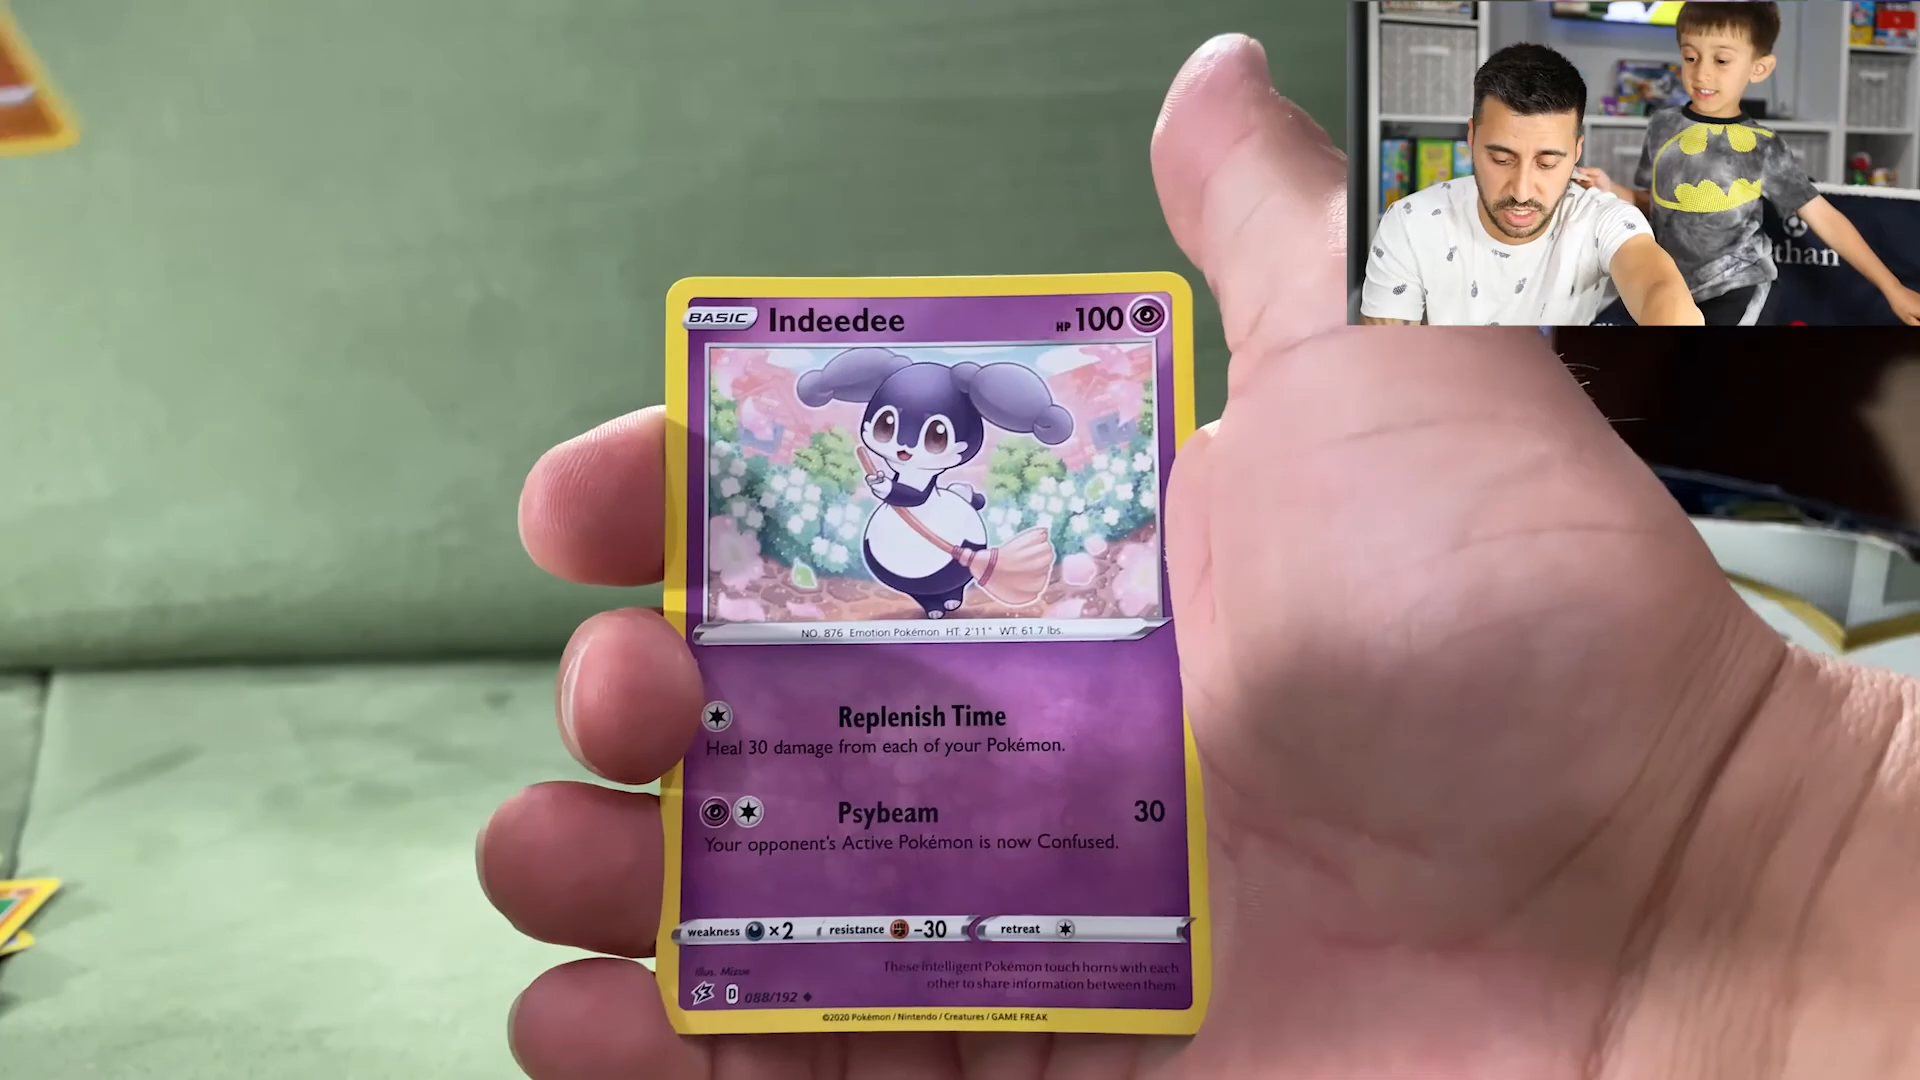 BASIC Indeedee HP 100
NO. 876 Emotion Pokémon HT: 2'11" WT: 61.7 lbs.
Replenish Time
Heal 30 damage from each of your Pokémon.
Psybeam 30
Your opponent's Active Pokémon is now Confused.
weakness ×2 resistance -30 retreat
Illus. Mizue
These intelligent Pokémon touch horns with each
other to share information between them.
D 088/192
©2020 Pokémon / Nintendo / Creatures / GAME FREAK
than